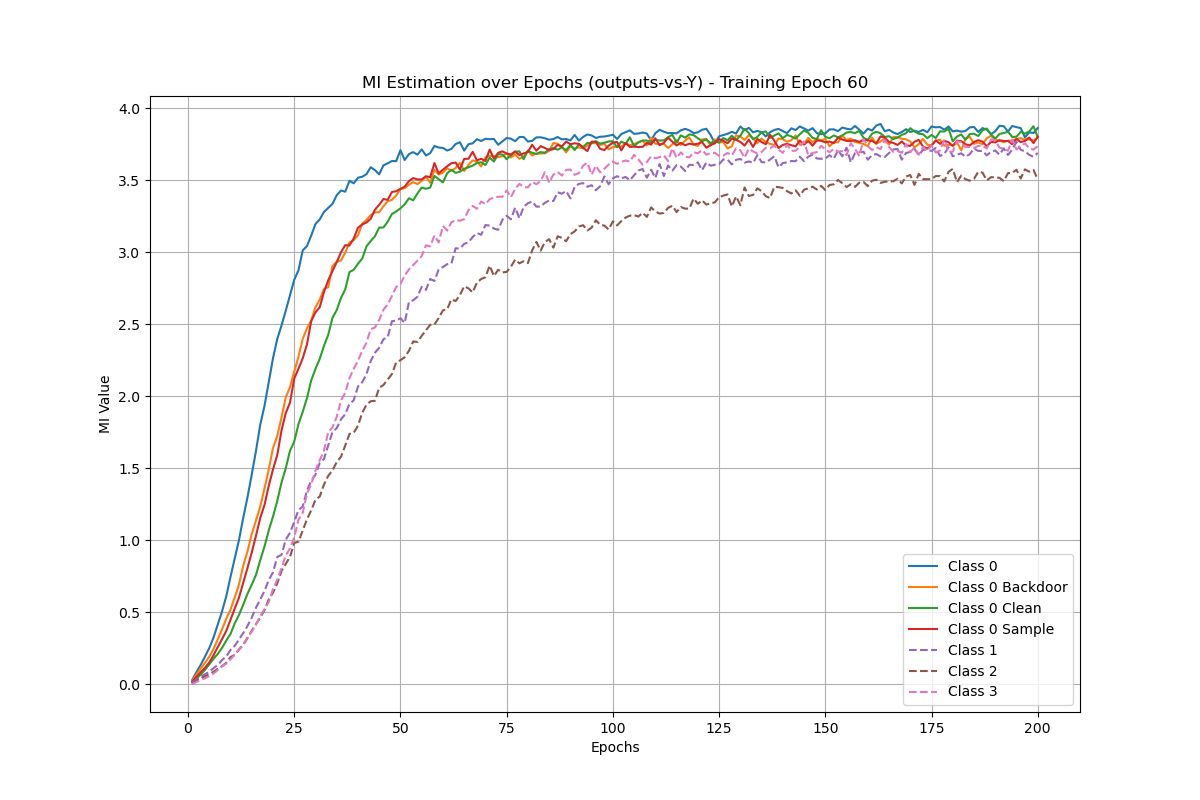 MI Estimation over Epochs (outputs-vs-Y) - Training Epoch 60
4.0
3.5
3.0
2.5
2.0
1.5
1.0
0.5
0.0
MI Value
0 25 50 75 100 125 150 175 200
Epochs
Class 0
Class 0 Backdoor
Class 0 Clean
Class 0 Sample
Class 1
Class 2
Class 3